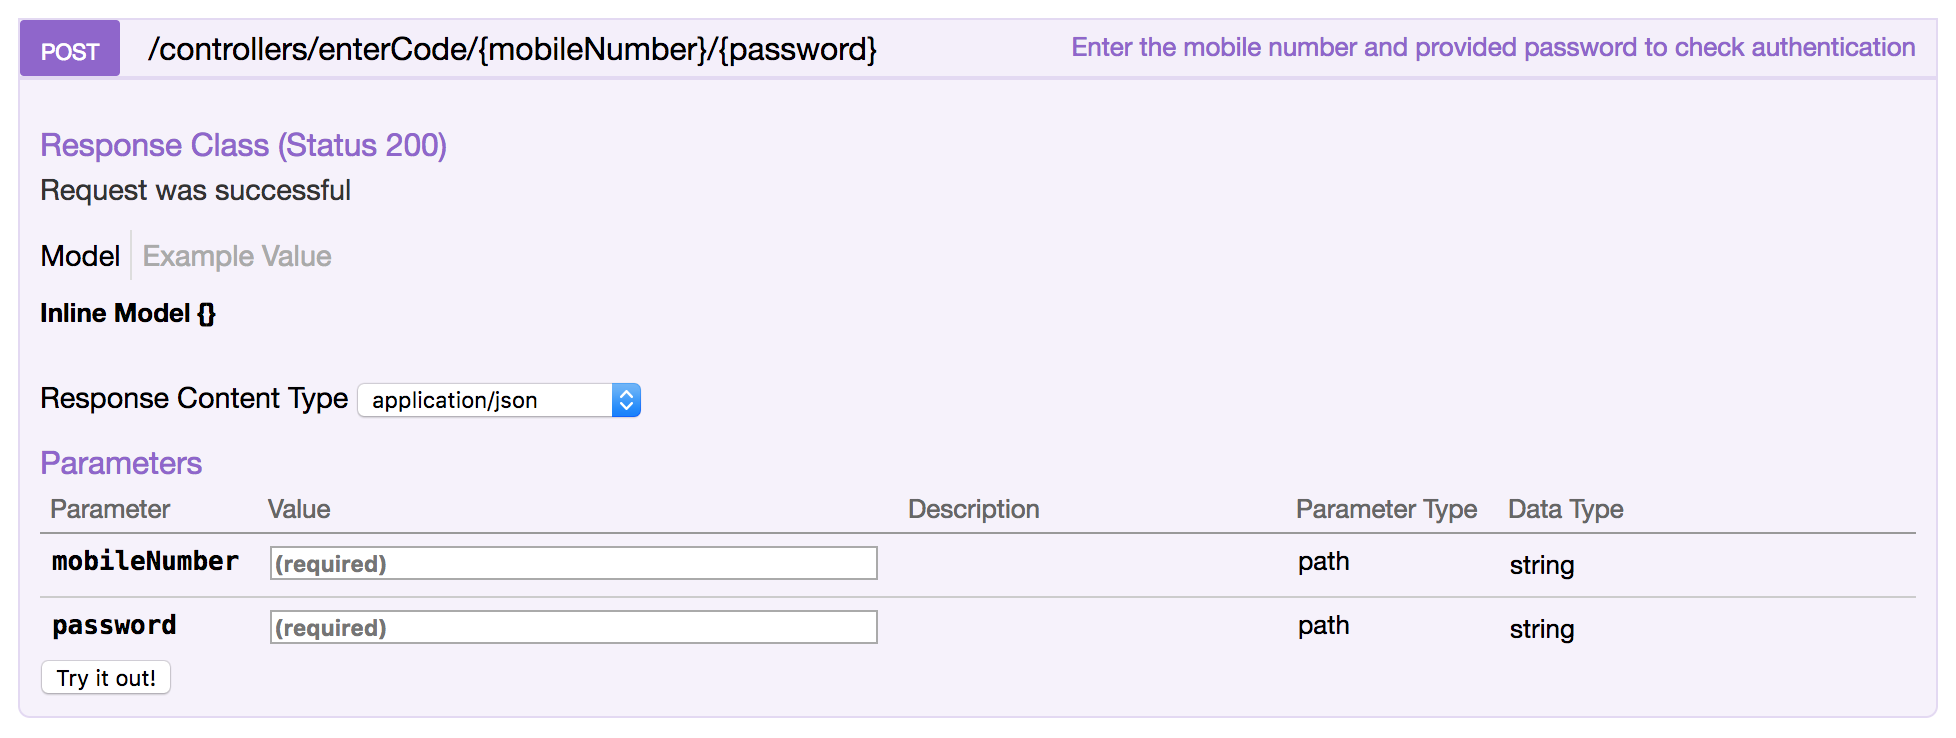 POST /controllers/enterCode/{mobileNumber}/{password} Enter the mobile number and provided password to check authentication
Response Class (Status 200)
Request was successful
Model Example Value
Inline Model {}
Response Content Type application/json
Parameters
Parameter Value Description Parameter Type Data Type
mobileNumber (required) path string
password (required) path string
Try it out!